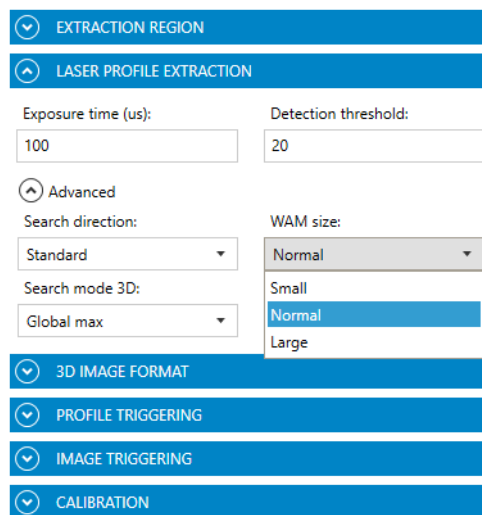 EXTRACTION REGION
LASER PROFILE EXTRACTION
Exposure time (us): Detection threshold:
100 20
Advanced
Search direction: WAM size:
Standard Normal
Search mode 3D: Small
Global max Normal
Large
3D IMAGE FORMAT
PROFILE TRIGGERING
IMAGE TRIGGERING
CALIBRATION